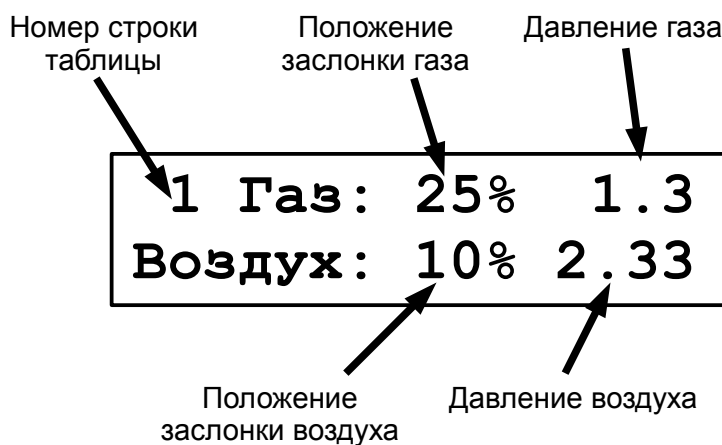 Номер строки
таблицы
Положение
заслонки газа
Давление газа
1 Газ: 25% 1.3
Воздух: 10% 2.33
Положение
заслонки воздуха
Давление воздуха